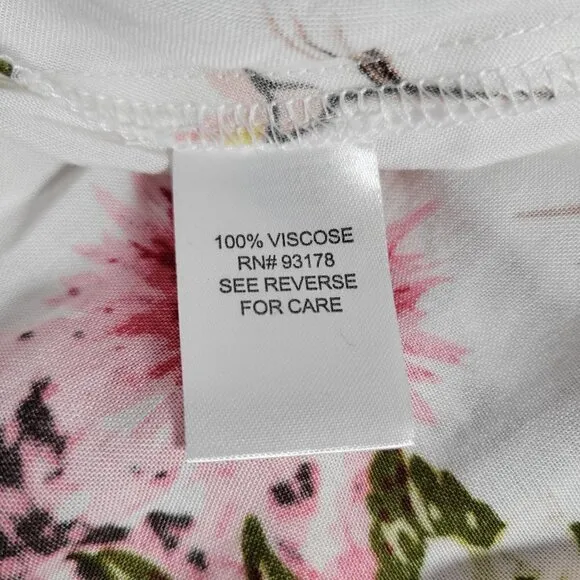 100% VISCOSE
RN# 93178
SEE REVERSE
FOR CARE